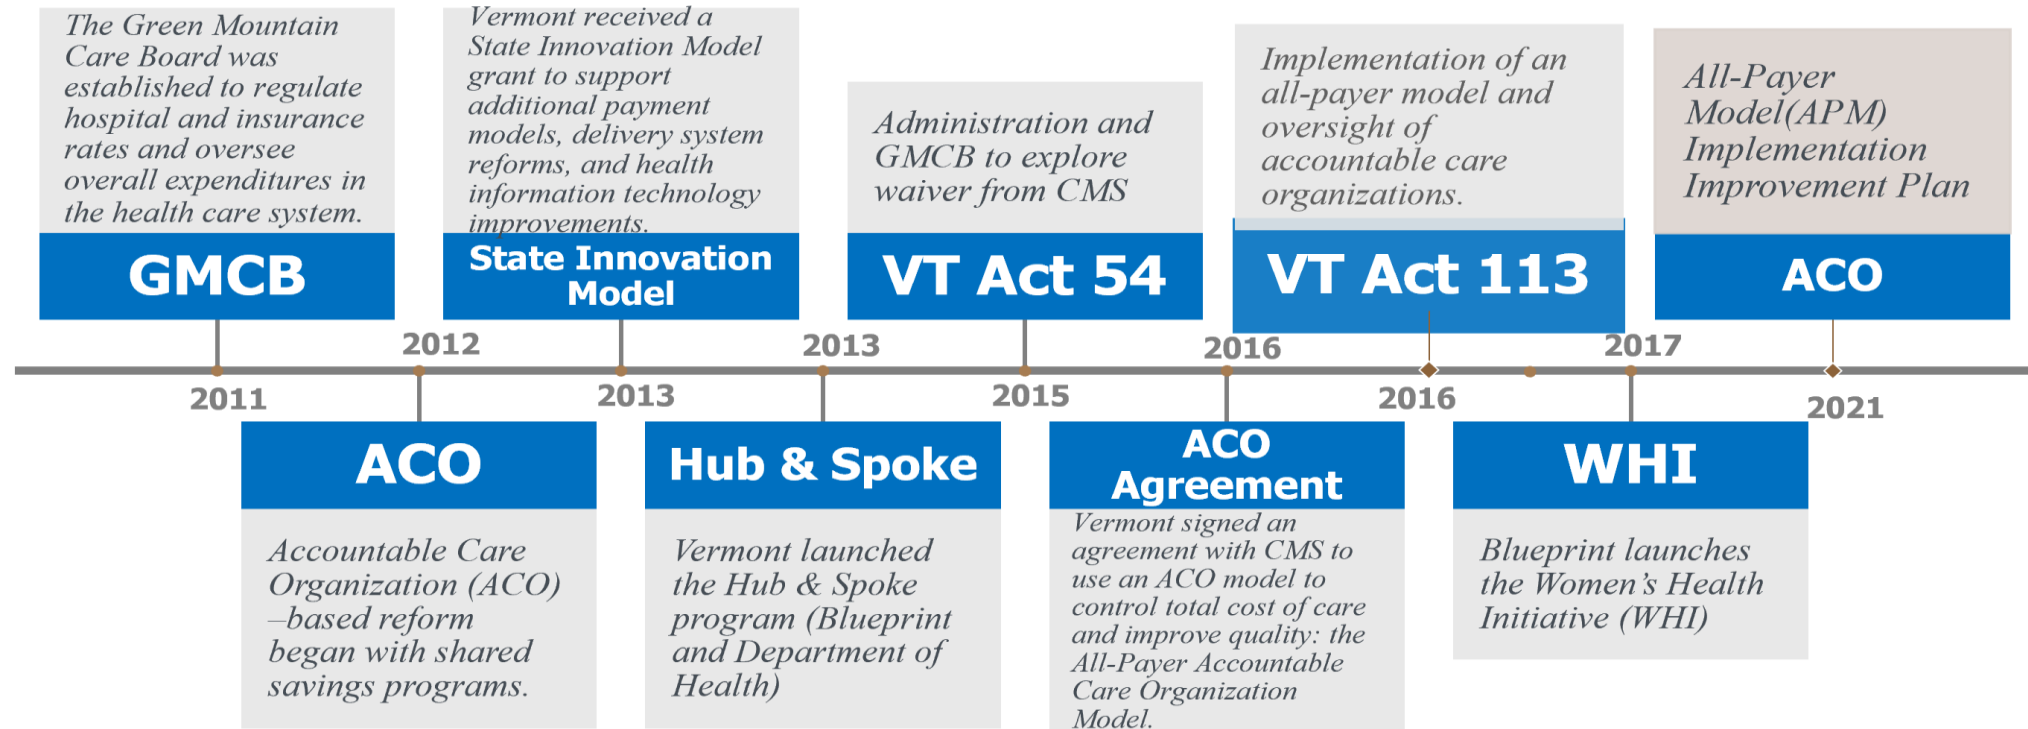 The Green Mountain
Care Board was
established to regulate
hospital and insurance
rates and oversee
overall expenditures in
the health care system.
GMCB
2011
2012
ACO
Accountable Care
Organization (ACO)
–based reform
began with shared
savings programs.
Vermont received a
State Innovation Model
grant to support
additional payment
models, delivery system
reforms, and health
information technology
improvements.
State Innovation
Model
2013
2013
Hub & Spoke
Vermont launched
the Hub & Spoke
program (Blueprint
and Department of
Health)
Administration and
GMCB to explore
waiver from CMS
VT Act 54
2015
2016
ACO
Agreement
Vermont signed an
agreement with CMS to
use an ACO model to
control total cost of care
and improve quality: the
All-Payer Accountable
Care Organization
Model.
Implementation of an
all-payer model and
oversight of
accountable care
organizations.
VT Act 113
2016
2017
WHI
Blueprint launches
the Women’s Health
Initiative (WHI)
All-Payer
Model(APM)
Implementation
Improvement Plan
ACO
2021